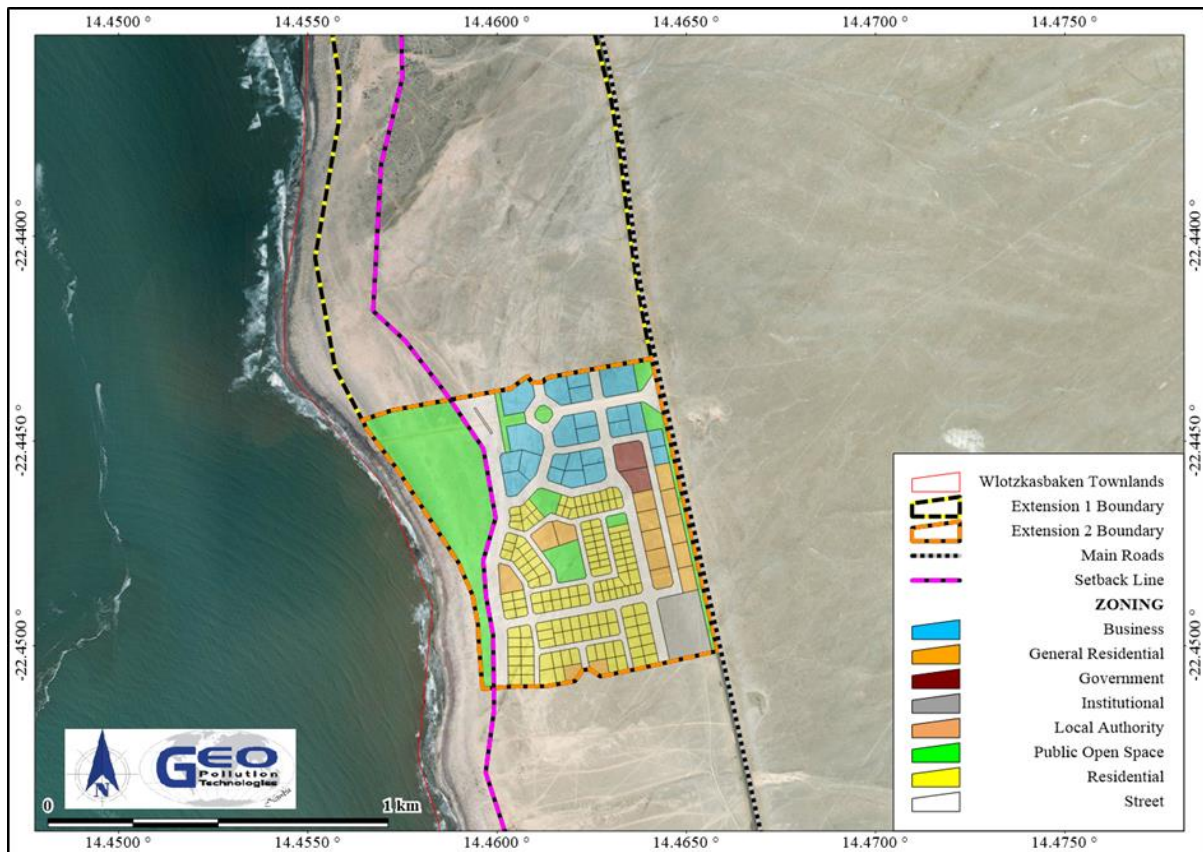 14.4500 °
14.4550 °
14.4600 °
14.4650 °
14.4700 °
14.4750 °
-22.4400 °
-22.4400 °
-22.4450 °
-22.4450 °
-22.4500 °
-22.4500 °
Wlotzkasbaken Townlands
Extension 1 Boundary
Extension 2 Boundary
Main Roads
Setback Line
ZONING
Business
General Residential
Government
Institutional
Local Authority
Public Open Space
Residential
Street
N
GEO
Pollution
Technologies
0
1 km
14.4500 °
14.4550 °
14.4600 °
14.4650 °
14.4700 °
14.4750 °